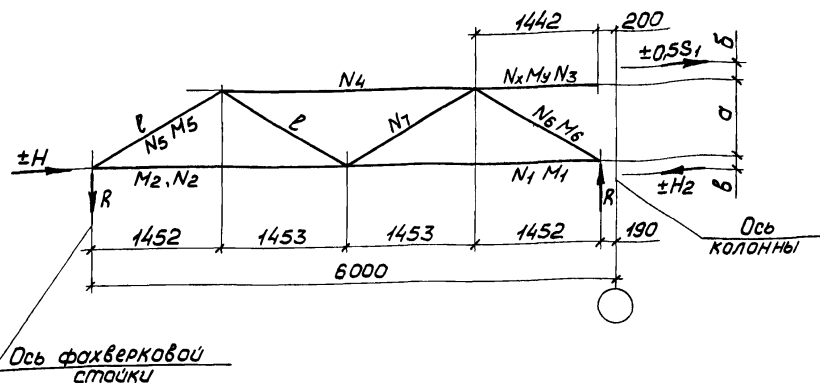 1442
200
±0,5S1
б
N4
Nx My N3
а
ℓ
N5 M5
ℓ
N7
N6 M6
±H
M2, N2
N1 M1
±H2
в
R
R
1452
1453
1453
1452
190
Ось
колонны
6000
Ось фахверковой
стойки